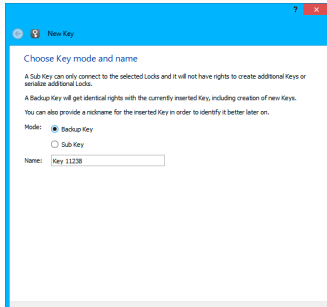 ?
New Key
Choose Key mode and name
A Sub Key can only connect to the selected Locks and it will not have rights to create additional Keys or
serialize additional Locks.
A Backup Key will get identical rights with the currently inserted Key, including creation of new Keys.
You can also provide a nickname for the inserted Key in order to identify it better later on.
Mode: Backup Key
Sub Key
Name: Key 11238